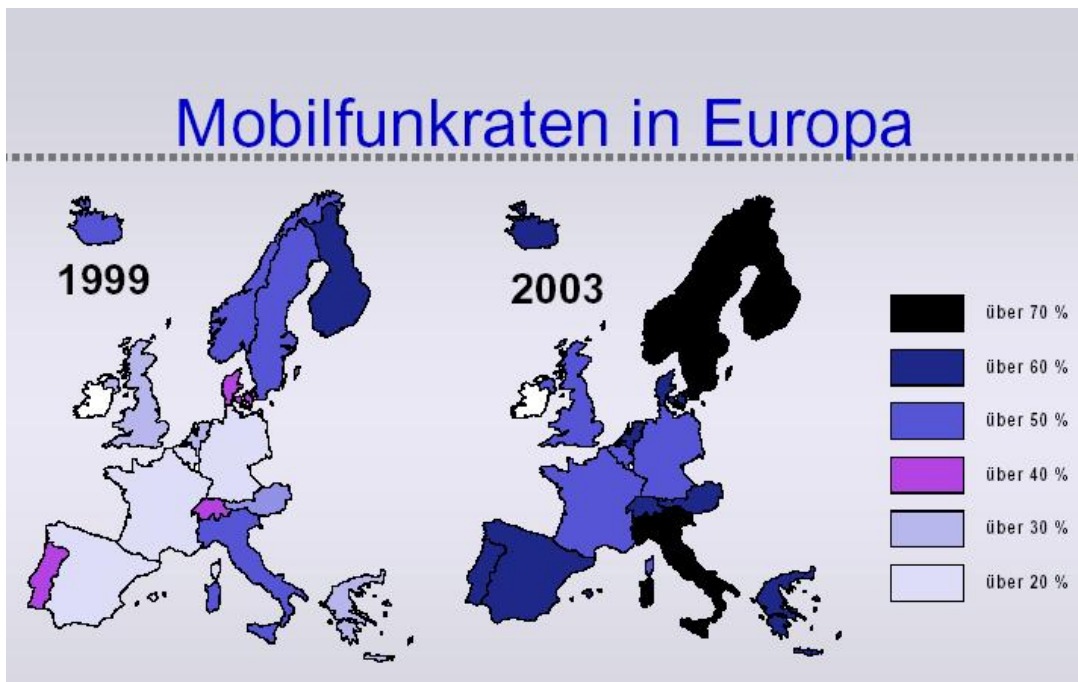 Mobilfunkraten in Europa
1999
2003
über 70 %
über 60 %
über 50 %
über 40 %
über 30 %
über 20 %